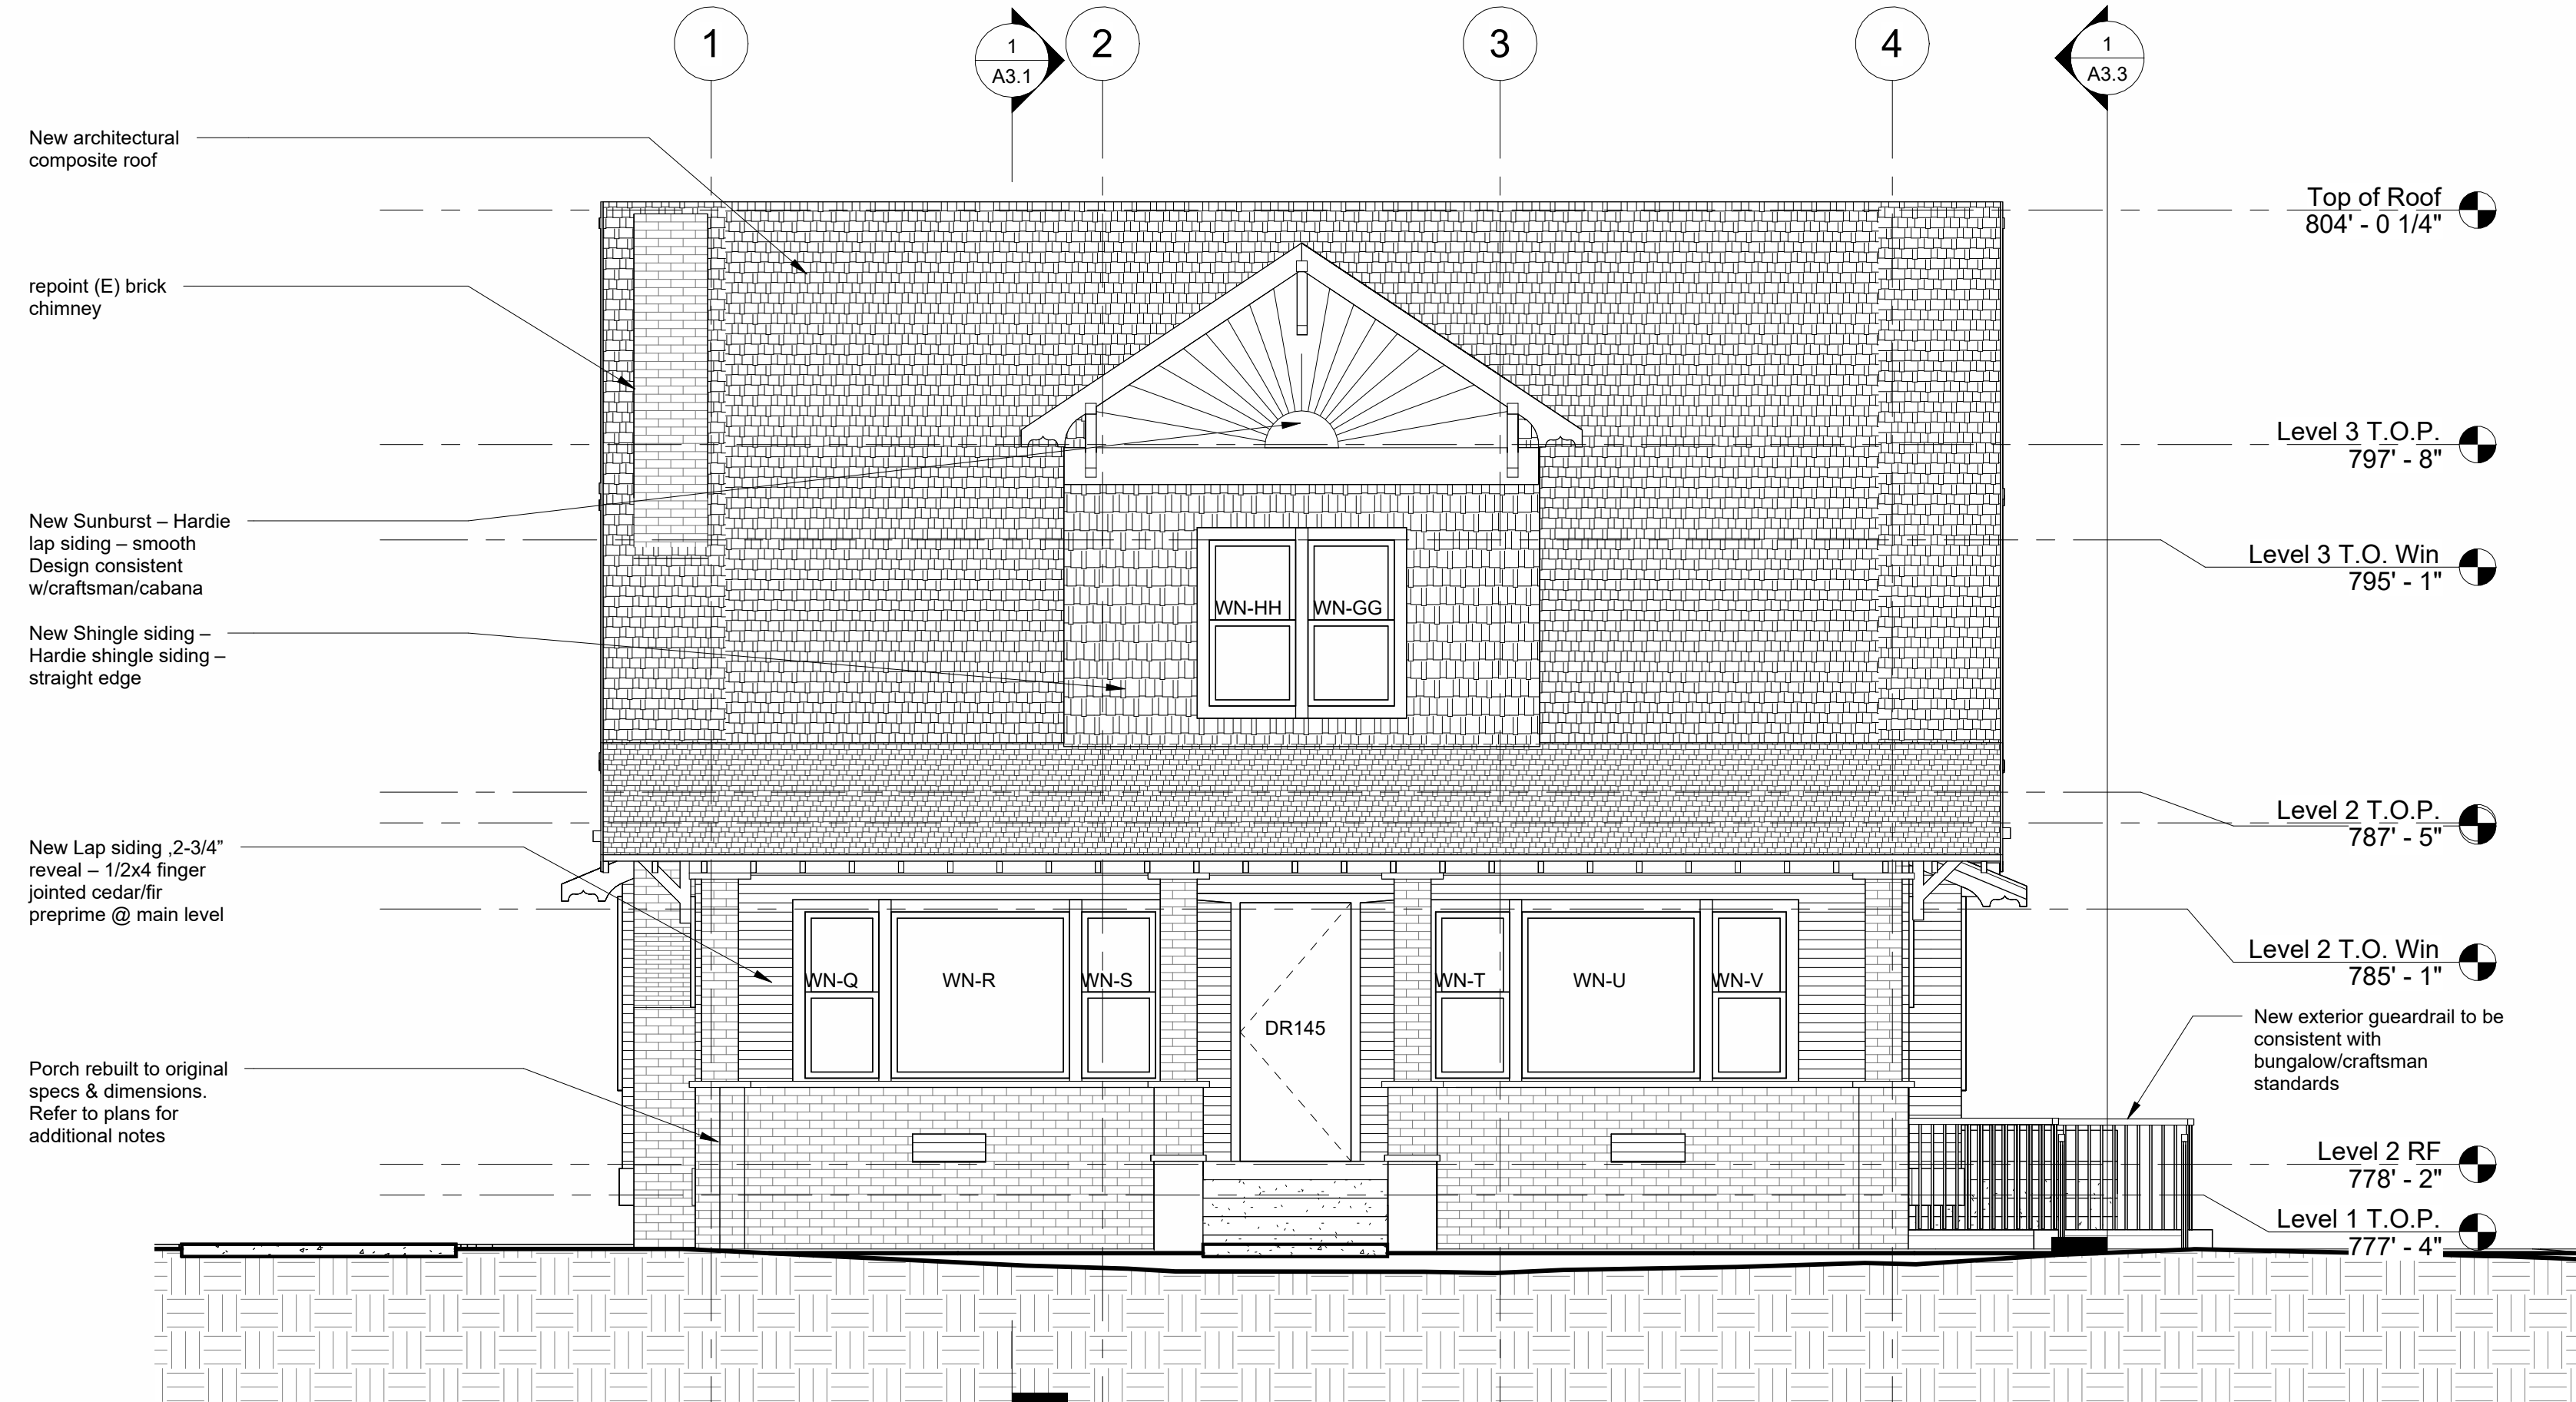 1
1
A3.1
2
3
4
1
A3.3
New architectural
composite roof
repoint (E) brick
chimney
New Sunburst – Hardie
lap siding – smooth
Design consistent
w/craftsman/cabana
New Shingle siding –
Hardie shingle siding –
straight edge
New Lap siding ,2-3/4”
reveal – 1/2x4 finger
jointed cedar/fir
preprime @ main level
Porch rebuilt to original
specs & dimensions.
Refer to plans for
additional notes
WN-HH
WN-GG
WN-Q
WN-R
WN-S
DR145
WN-T
WN-U
WN-V
Top of Roof
804' - 0 1/4"
Level 3 T.O.P.
797' - 8"
Level 3 T.O. Win
795' - 1"
Level 2 T.O.P.
787' - 5"
Level 2 T.O. Win
785' - 1"
New exterior gueardrail to be
consistent with
bungalow/craftsman
standards
Level 2 RF
778' - 2"
Level 1 T.O.P.
777' - 4"